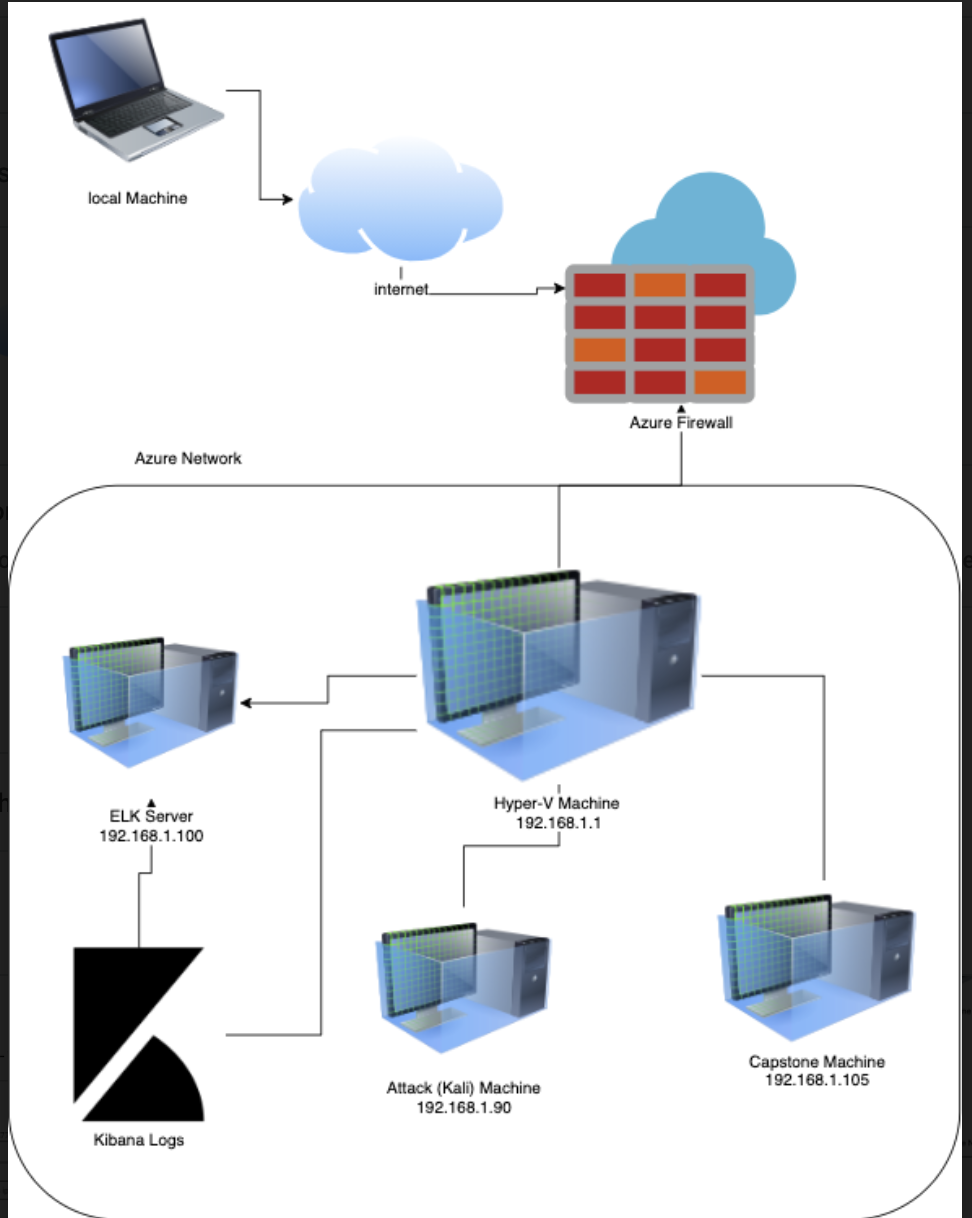 local Machine
internet
Azure Firewall
Azure Network
Hyper-V Machine
192.168.1.1
ELK Server
192.168.1.100
Attack (Kali) Machine
192.168.1.90
Capstone Machine
192.168.1.105
Kibana Logs